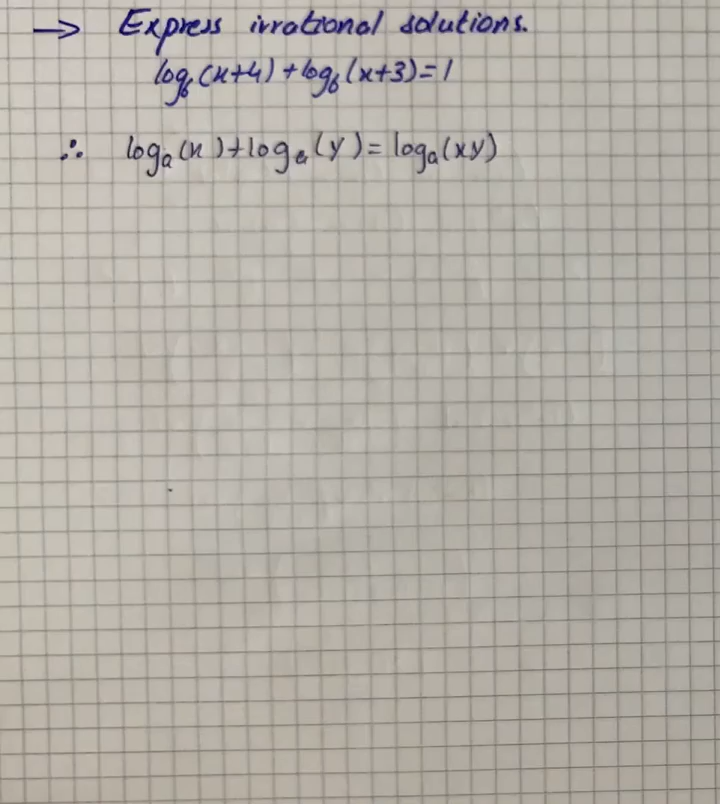 → Express irrational solutions.
log₆(x+4)+log₆(x+3)=1
∴ logₐ(x)+logₐ(y)=logₐ(xy)